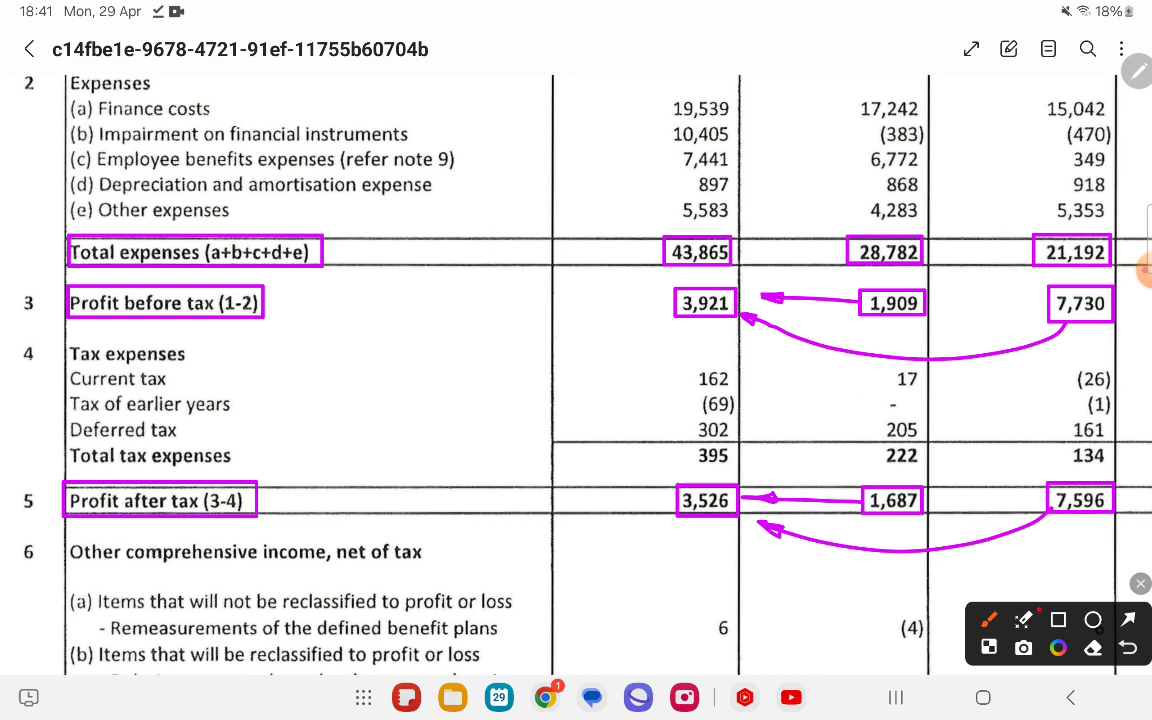 18:41 Mon, 29 Apr 18%
c14fbe1e-9678-4721-91ef-11755b60704b
2 Expenses
(a) Finance costs 19,539 17,242 15,042
(b) Impairment on financial instruments 10,405 (383) (470)
(c) Employee benefits expenses (refer note 9) 7,441 6,772 349
(d) Depreciation and amortisation expense 897 868 918
(e) Other expenses 5,583 4,283 5,353
Total expenses (a+b+c+d+e) 43,865 28,782 21,192
3 Profit before tax (1-2) 3,921 1,909 7,730
4 Tax expenses
Current tax 162 17 (26)
Tax of earlier years (69) - (1)
Deferred tax 302 205 161
Total tax expenses 395 222 134
5 Profit after tax (3-4) 3,526 1,687 7,596
6 Other comprehensive income, net of tax
(a) Items that will not be reclassified to profit or loss
- Remeasurements of the defined benefit plans 6 (4)
(b) Items that will be reclassified to profit or loss
29 1